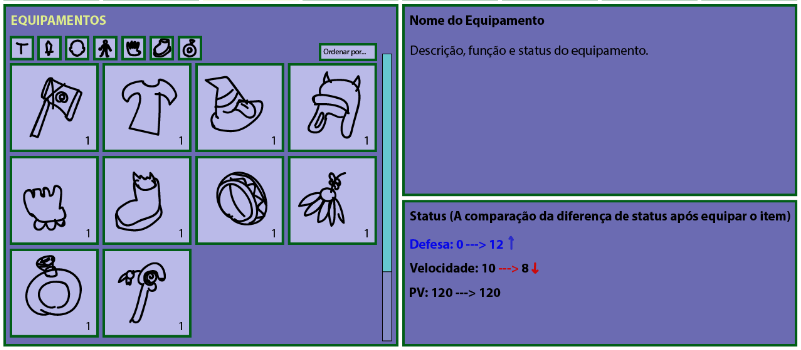 EQUIPAMENTOS
Ordenar por...
1
1
1
1
1
1
1
1
1
1
Nome do Equipamento
Descrição, função e status do equipamento.
Status (A comparação da diferença de status após equipar o item)
Defesa: 0 ---> 12 ↑
Velocidade: 10 ---> 8 ↓
PV: 120 ---> 120